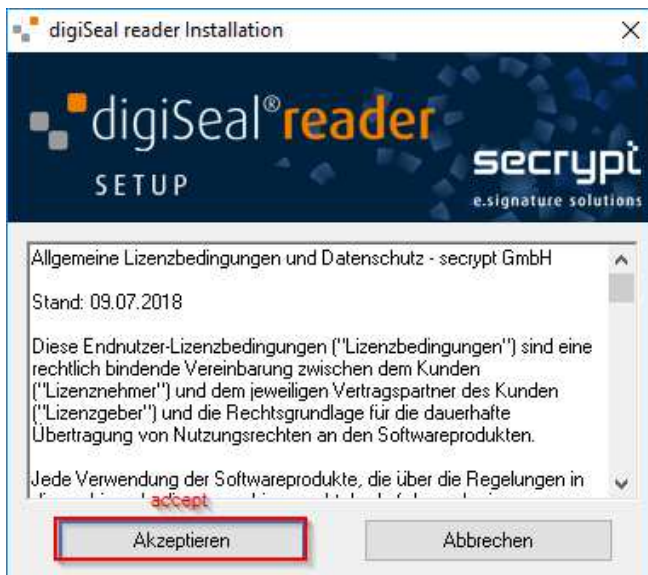 digiSeal reader Installation
digiSeal®reader
SETUP
secrypt
e.signature solutions
Allgemeine Lizenzbedingungen und Datenschutz - secrypt GmbH
Stand: 09.07.2018
Diese Endnutzer-Lizenzbedingungen ("Lizenzbedingungen") sind eine
rechtlich bindende Vereinbarung zwischen dem Kunden
("Lizenznehmer") und dem jeweiligen Vertragspartner des Kunden
("Lizenzgeber") und die Rechtsgrundlage für die dauerhafte
Übertragung von Nutzungsrechten an den Softwareprodukten.
Jede Verwendung der Softwareprodukte, die über die Regelungen in
accept
Akzeptieren
Abbrechen